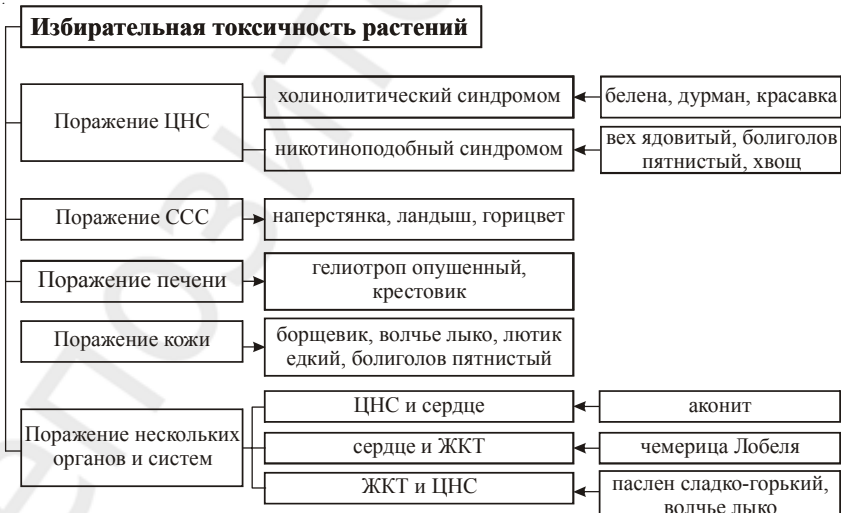 Избирательная токсичность растений
Поражение ЦНС
холинолитический синдромом
белена, дурман, красавка
никотиноподобный синдромом
вех ядовитый, болиголов
пятнистый, хвощ
Поражение ССС
наперстянка, ландыш, горицвет
Поражение печени
гелиотроп опушенный,
крестовик
Поражение кожи
борщевик, волчье лыко, лютик
едкий, болиголов пятнистый
Поражение нескольких
органов и систем
ЦНС и сердце
аконит
сердце и ЖКТ
чемерица Лобеля
ЖКТ и ЦНС
паслен сладко-горький,
волчье лыко